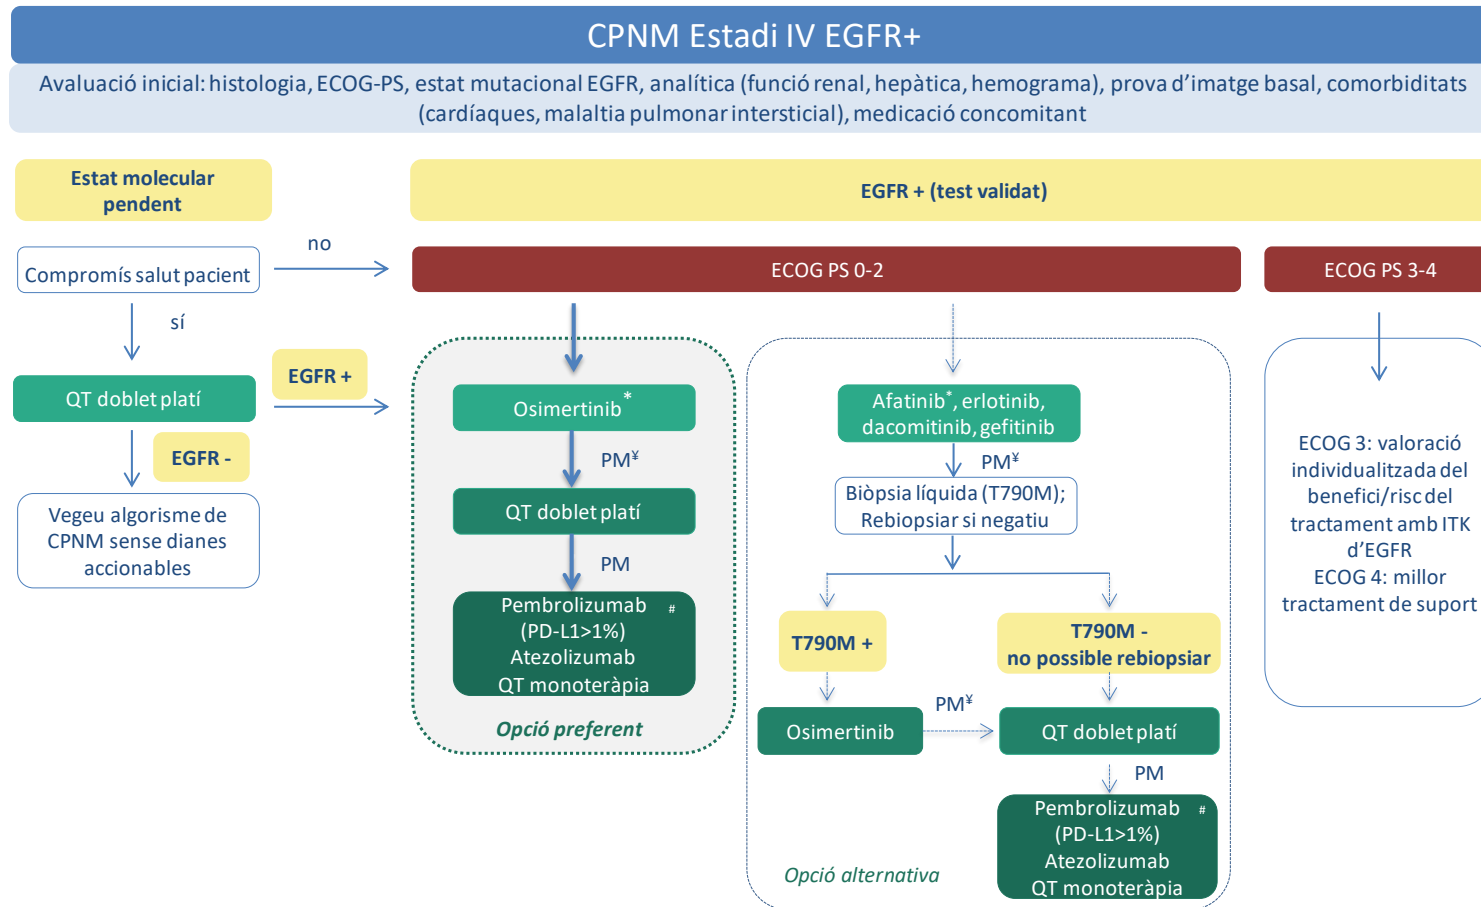 CPNM Estadi IV EGFR+
Avaluació inicial: histologia, ECOG-PS, estat mutacional EGFR, analítica (funció renal, hepàtica, hemograma), prova d'imatge basal, comorbiditats
(cardíaques, malaltia pulmonar intersticial), medicació concomitant
Estat molecular
pendent
EGFR + (test validat)
Compromís salut pacient
no
ECOG PS 0-2
ECOG PS 3-4
sí
QT doblet platí
EGFR +
EGFR -
Vegeu algorisme de
CPNM sense dianes
accionables
Osimertinib*
PM¥
QT doblet platí
PM
Pembrolizumab #
(PD-L1>1%)
Atezolizumab
QT monoteràpia
Opció preferent
Afatinib*, erlotinib,
dacomitinib, gefitinib
PM¥
Biòpsia líquida (T790M);
Rebiopsiar si negatiu
T790M +
T790M -
no possible rebiopsiar
Osimertinib
PM¥
QT doblet platí
PM
Pembrolizumab #
(PD-L1>1%)
Atezolizumab
QT monoteràpia
Opció alternativa
ECOG 3: valoració
individualitzada del
benefici/risc del
tractament amb ITK
d'EGFR
ECOG 4: millor
tractament de suport